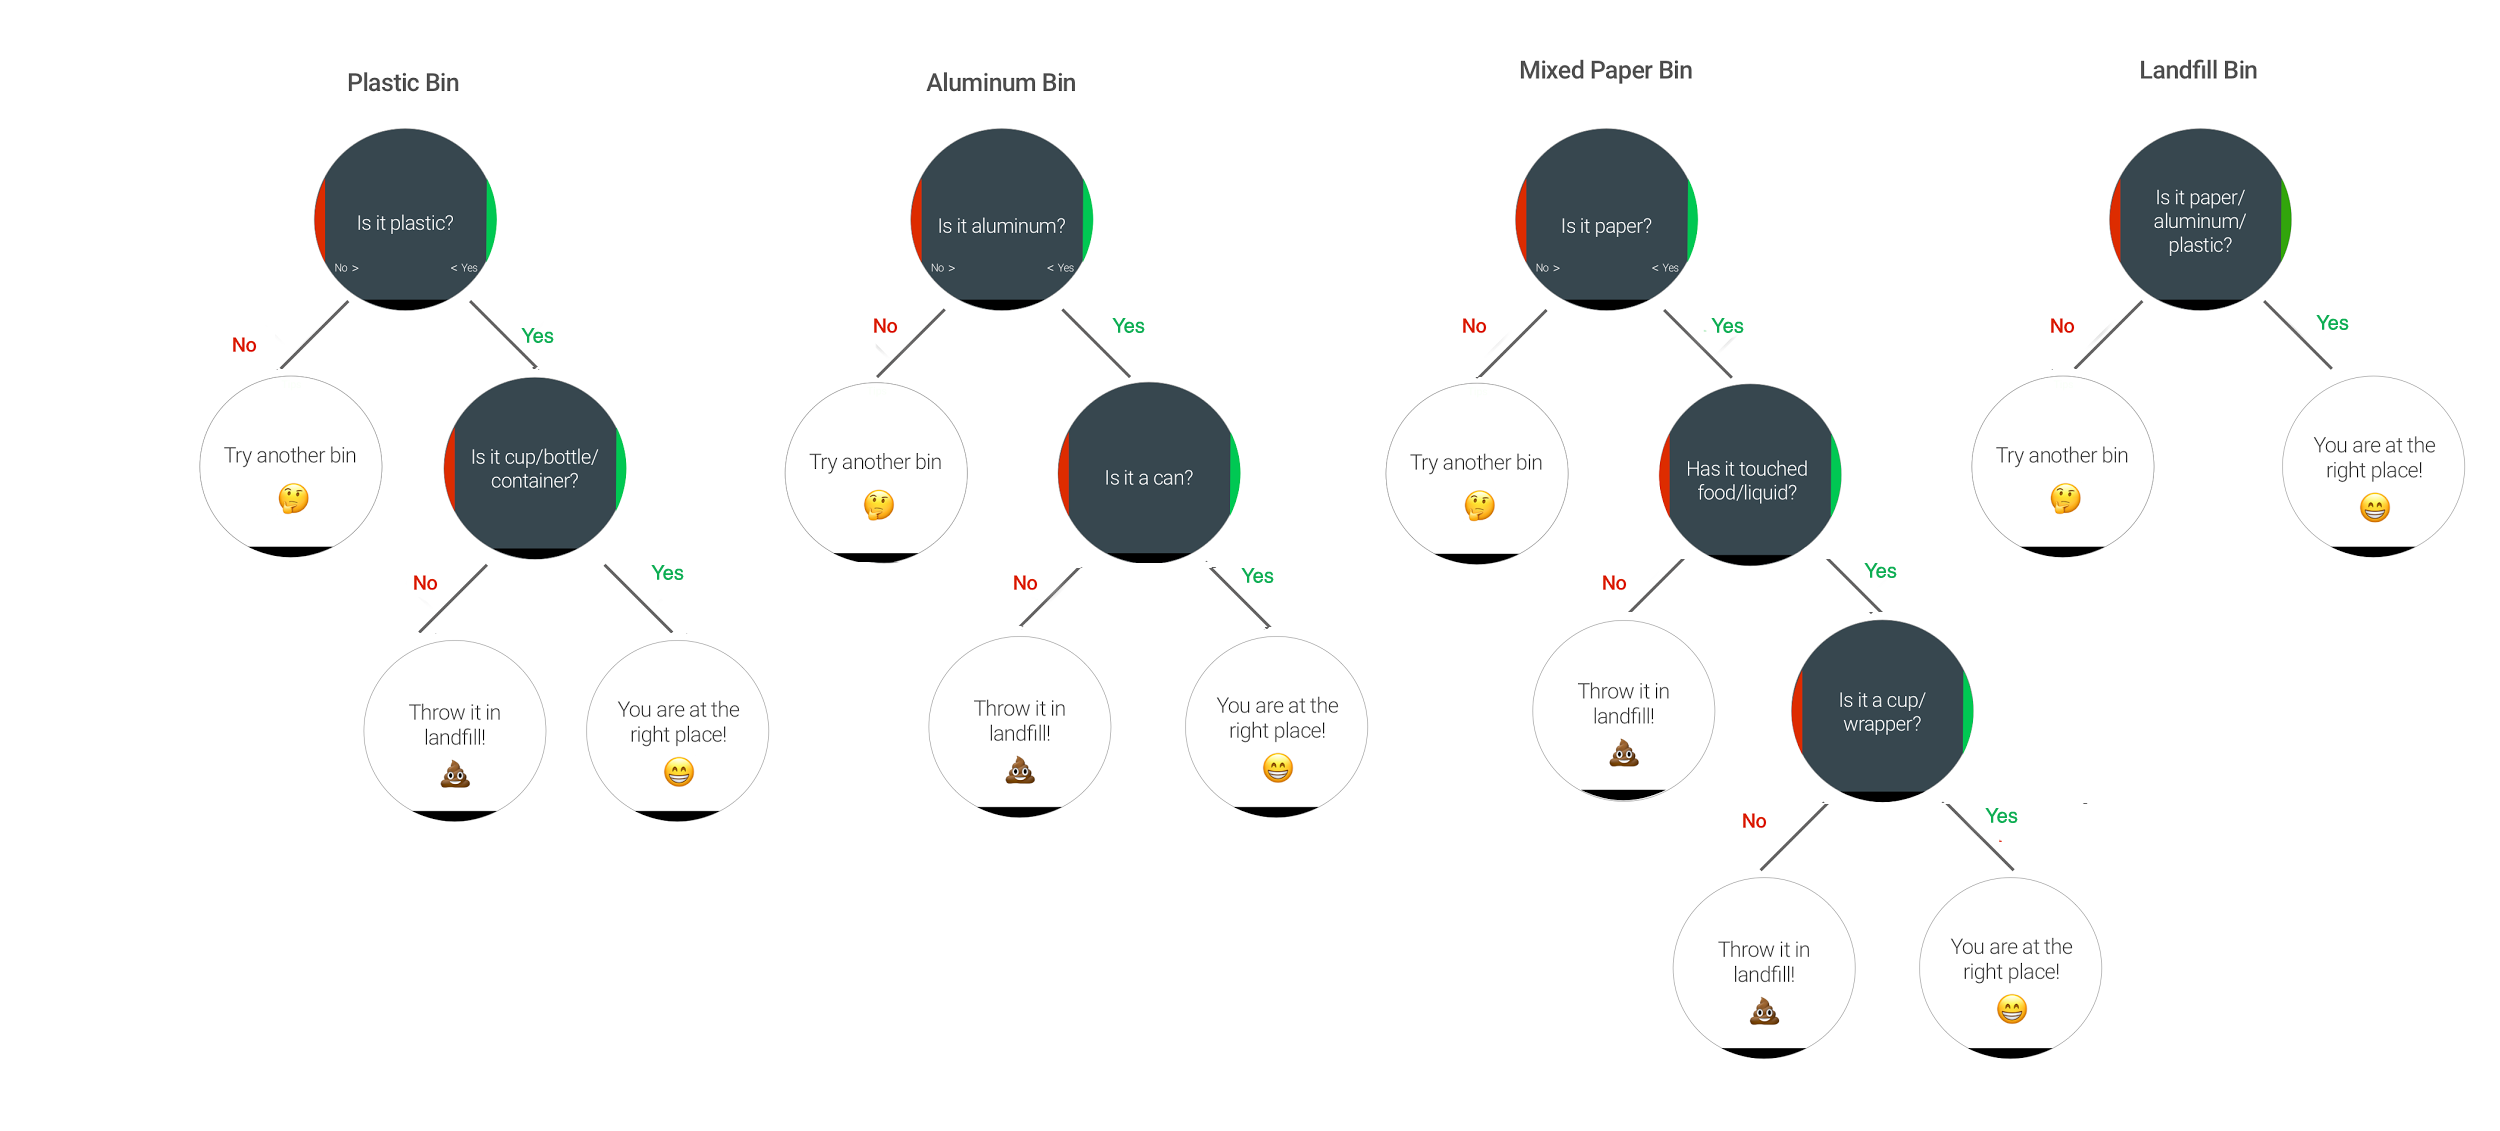 Plastic Bin
Is it plastic?
No >
< Yes
No
Yes
Try another bin
Is it cup/bottle/
container?
No
Yes
Throw it in
landfill!
You are at the
right place!
Aluminum Bin
Is it aluminum?
No >
< Yes
No
Yes
Try another bin
Is it a can?
No
Yes
Throw it in
landfill!
You are at the
right place!
Mixed Paper Bin
Is it paper?
No >
< Yes
No
Yes
Try another bin
Has it touched
food/liquid?
No
Yes
Throw it in
landfill!
Is it a cup/
wrapper?
No
Yes
Throw it in
landfill!
You are at the
right place!
Landfill Bin
Is it paper/
aluminum/
plastic?
No
Yes
Try another bin
You are at the
right place!